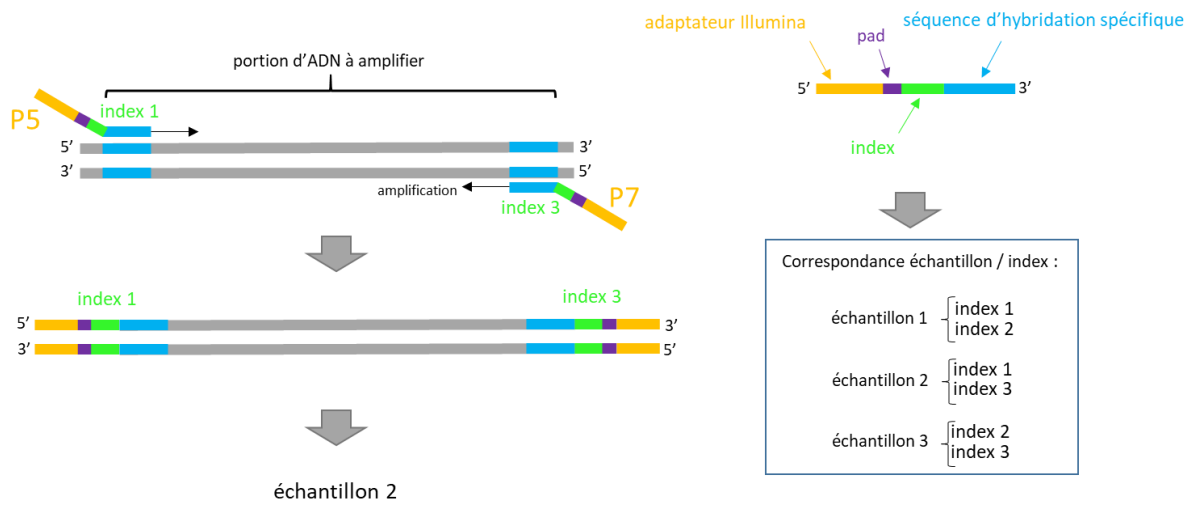 portion d'ADN à amplifier
P5
index 1
5' 3'
3' 5'
amplification
index 3
P7
index 1 index 3
5' 3'
3' 5'
échantillon 2
adaptateur Illumina
pad
séquence d'hybridation spécifique
5' 3'
index
Correspondance échantillon / index :
échantillon 1
index 1
index 2
échantillon 2
index 1
index 3
échantillon 3
index 2
index 3